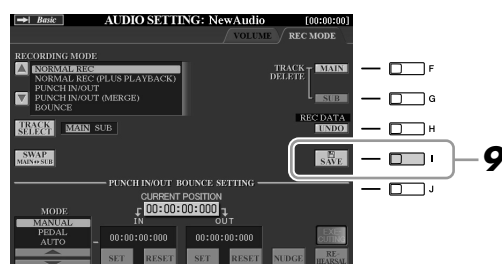 Basic AUDIO SETTING: NewAudio [00:00:00]
VOLUME REC MODE
RECORDING MODE
NORMAL REC
NORMAL REC (PLUS PLAYBACK)
PUNCH IN/OUT
PUNCH IN/OUT (MERGE)
BOUNCE
TRACK DELETE
MAIN
SUB
REC DATA
UNDO
SAVE
TRACK SELECT
MAIN SUB
SWAP
MAIN↔SUB
F
G
H
I
J
9
PUNCH IN/OUT BOUNCE SETTING
CURRENT POSITION
00:00:00:000
MODE
MANUAL
PEDAL
AUTO
IN OUT
00:00:00:000 00:00:00:000
SET RESET SET RESET NUDGE RE-HEARSAL